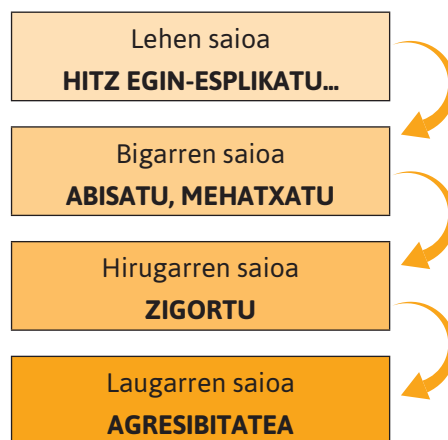 Lehen saioa
HITZ EGIN-ESPLIKATU...
Bigarren saioa
ABISATU, MEHATXATU
Hirugarren saioa
ZIGORTU
Laugarren saioa
AGRESIBITATEA